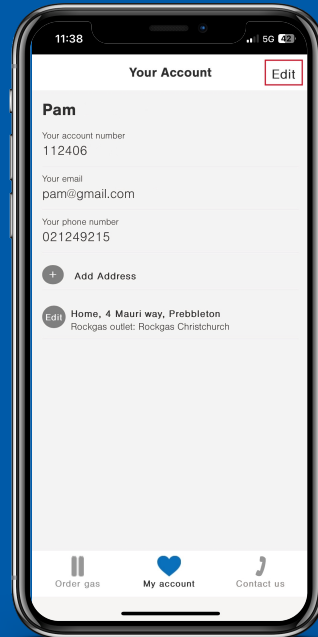 11:38
5G 42
Your Account
Edit
Pam
Your account number
112406
Your email
pam@gmail.com
Your phone number
021249215
+ Add Address
Edit
Home, 4 Mauri way, Prebbleton
Rockgas outlet: Rockgas Christchurch
Order gas
My account
Contact us